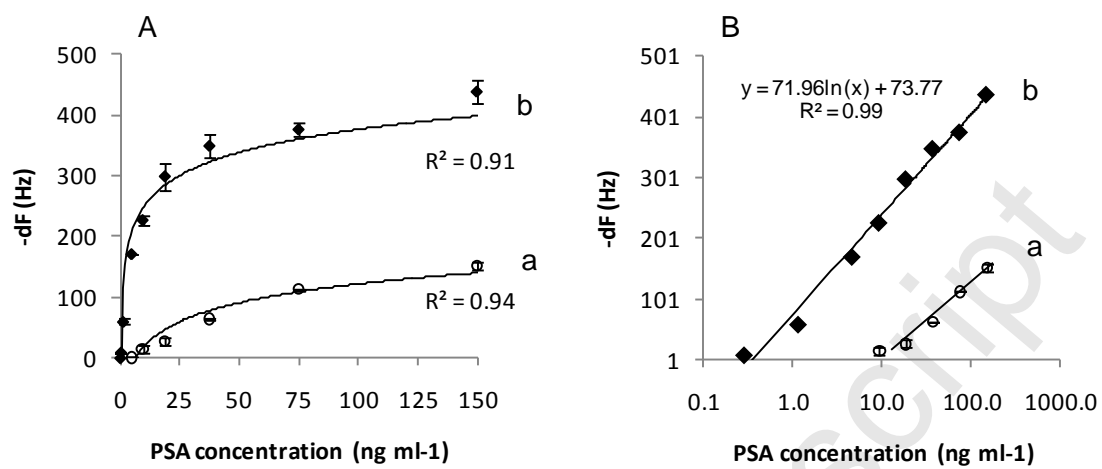 A
500
400
300
200
100
0
-dF (Hz)
b
R² = 0.91
a
R² = 0.94
0 25 50 75 100 125 150
PSA concentration (ng ml-1)
B
501
401
301
201
101
1
-dF (Hz)
y = 71.96ln(x) + 73.77
R² = 0.99
b
a
0.1 1.0 10.0 100.0 1000.0
PSA concentration (ng ml-1)
script